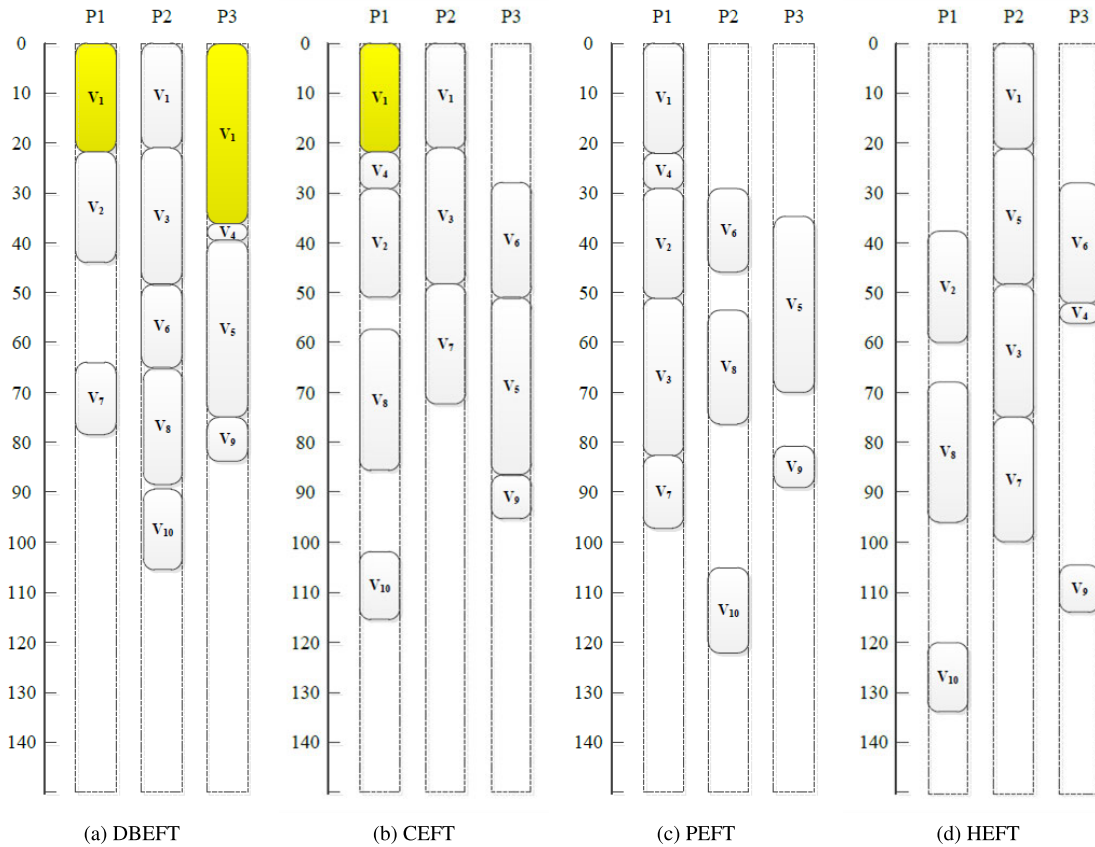 P1 P2 P3 P1 P2 P3 P1 P2 P3 P1 P2 P3
0 0 0 0
V₁ V₁ V₁ V₁ V₁ V₁ V₁
10 10 10 10
20 20 20 20
V₄ V₄
30 30 30 30
V₂ V₃ V₄ V₂ V₃ V₆ V₂ V₆ V₅ V₆
40 40 40 40
V₅ V₂
50 50 50 50
V₆ V₅ V₇ V₈ V₄
60 60 60 60
V₃ V₃
70 70 70 70
V₇ V₈ V₉ V₈ V₅ V₈
80 80 80 80
V₉ V₇
90 90 90 90
V₁₀ V₉ V₇
100 100 100 100
V₁₀ V₉
110 110 110 110
V₁₀
120 120 120 120
V₁₀
130 130 130 130
140 140 140 140
(a) DBEFT (b) CEFT (c) PEFT (d) HEFT